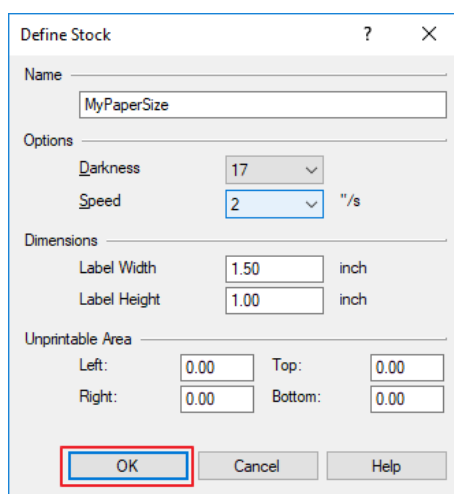 Define Stock ? ×
Name
MyPaperSize
Options
Darkness 17
Speed 2 "/s
Dimensions
Label Width 1.50 inch
Label Height 1.00 inch
Unprintable Area
Left: 0.00 Top: 0.00
Right: 0.00 Bottom: 0.00
OK Cancel Help